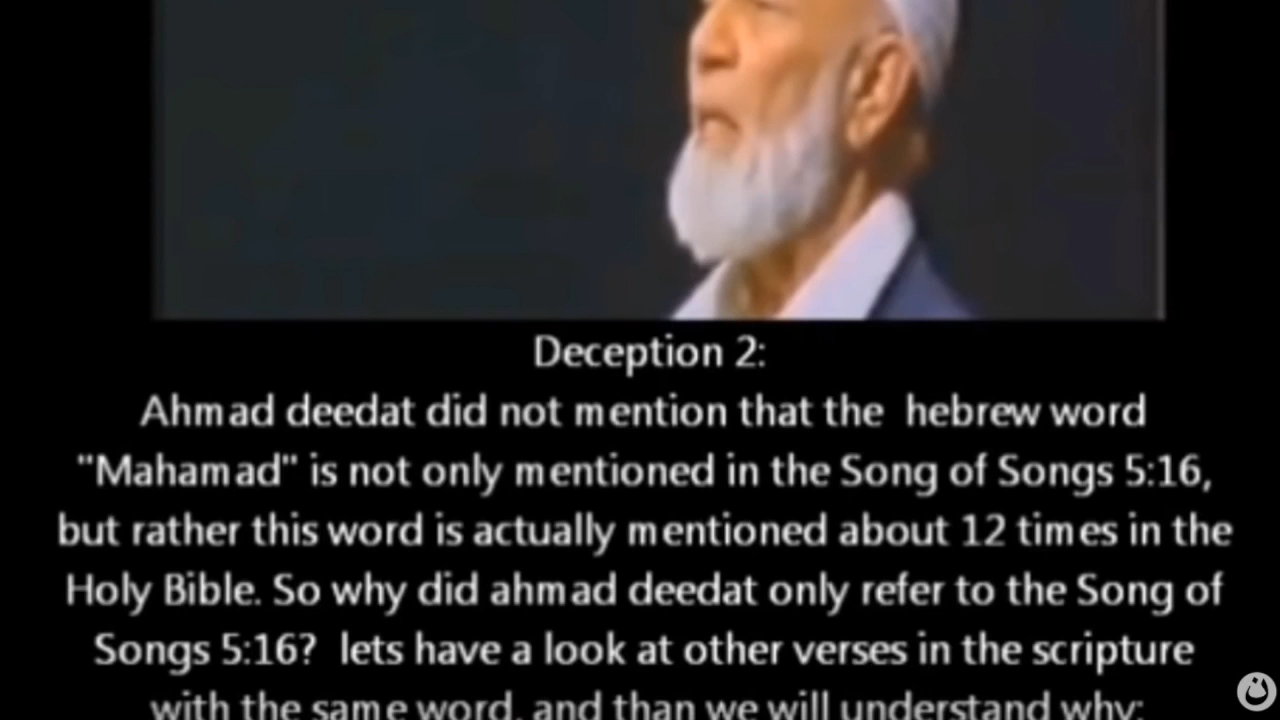 Deception 2:
Ahmad deedat did not mention that the hebrew word
"Mahamad" is not only mentioned in the Song of Songs 5:16,
but rather this word is actually mentioned about 12 times in the
Holy Bible. So why did ahmad deedat only refer to the Song of
Songs 5:16? lets have a look at other verses in the scripture
with the same word, and than we will understand why: